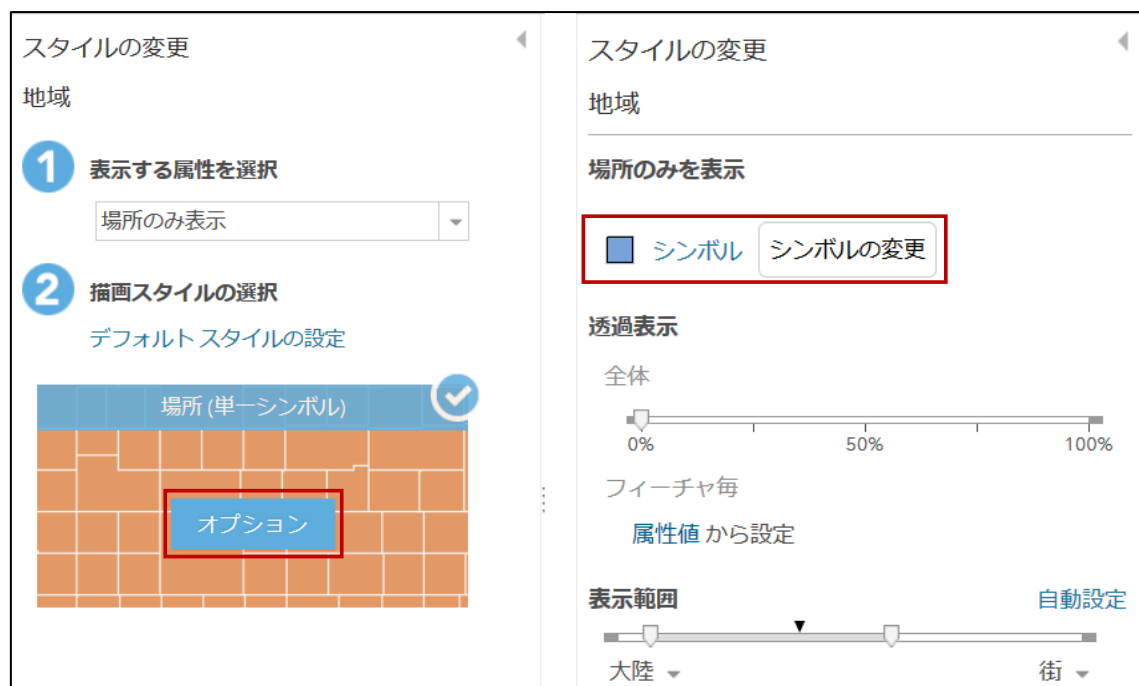 スタイルの変更
地域
1 表示する属性を選択
場所のみ表示
2 描画スタイルの選択
デフォルト スタイルの設定
場所 (単一シンボル)
オプション
スタイルの変更
地域
場所のみを表示
シンボル シンボルの変更
透過表示
全体
0% 50% 100%
フィーチャ毎
属性値 から設定
表示範囲 自動設定
大陸 街